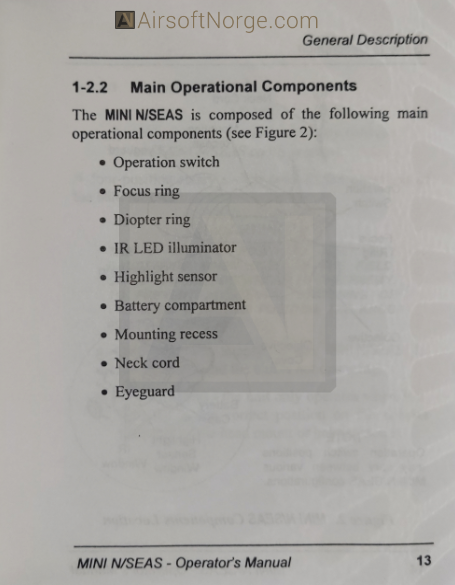 AirsoftNorge.com
General Description
1-2.2 Main Operational Components
The MINI N/SEAS is composed of the following main
operational components (see Figure 2):
• Operation switch
• Focus ring
• Diopter ring
• IR LED illuminator
• Highlight sensor
• Battery compartment
• Mounting recess
• Neck cord
• Eyeguard
MINI N/SEAS - Operator's Manual 13